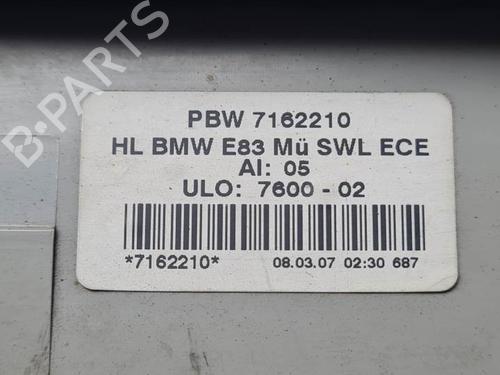 PBW 7162210
HL BMW E83 Mü SWL ECE
AI: 05
ULO: 7600 - 02
*7162210* 08.03.07 02:30 687
B-PARTS